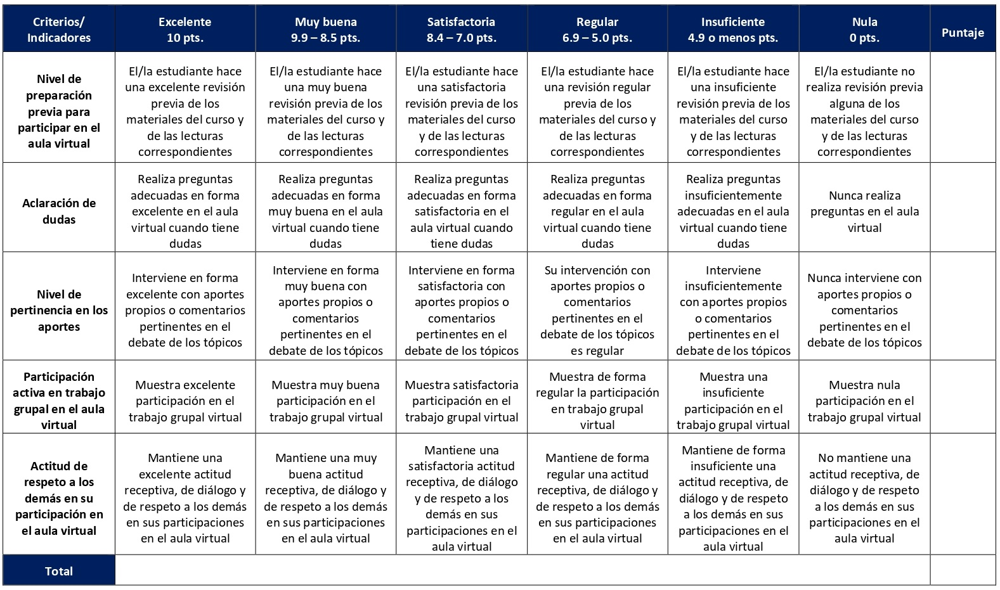 Criterios/
Indicadores
Excelente
10 pts.
Muy buena
9.9 – 8.5 pts.
Satisfactoria
8.4 – 7.0 pts.
Regular
6.9 – 5.0 pts.
Insuficiente
4.9 o menos pts.
Nula
0 pts.
Puntaje
Nivel de
preparación
previa para
participar en el
aula virtual
El/la estudiante hace
una excelente revisión
previa de los
materiales del curso y
de las lecturas
correspondientes
El/la estudiante hace
una muy buena
revisión previa de los
materiales del curso y
de las lecturas
correspondientes
El/la estudiante hace
una satisfactoria
revisión previa de los
materiales del curso
y de las lecturas
correspondientes
El/la estudiante hace
una revisión regular
previa de los
materiales del curso y
de las lecturas
correspondientes
El/la estudiante hace
una insuficiente
revisión previa de los
materiales del curso
y de las lecturas
correspondientes
El/la estudiante no
realiza revisión previa
alguna de los
materiales del curso
y de las lecturas
correspondientes
Aclaración de
dudas
Realiza preguntas
adecuadas en forma
excelente en el aula
virtual cuando tiene
dudas
Realiza preguntas
adecuadas en forma
muy buena en el aula
virtual cuando tiene
dudas
Realiza preguntas
adecuadas en forma
satisfactoria en el
aula virtual cuando
tiene dudas
Realiza preguntas
adecuadas en forma
regular en el aula
virtual cuando tiene
dudas
Realiza preguntas
insuficientemente
adecuadas en el aula
virtual cuando tiene
dudas
Nunca realiza
preguntas en el aula
virtual
Nivel de
pertinencia en los
aportes
Interviene en forma
excelente con aportes
propios o comentarios
pertinentes en el
debate de los tópicos
Interviene en forma
muy buena con
aportes propios o
comentarios
pertinentes en el
debate de los tópicos
Interviene en forma
satisfactoria con
aportes propios o
comentarios
pertinentes en el
debate de los tópicos
Su intervención con
aportes propios o
comentarios
pertinentes en el
debate de los tópicos
es regular
Interviene
insuficientemente
con aportes propios
o comentarios
pertinentes en el
debate de los tópicos
Nunca interviene con
aportes propios o
comentarios
pertinentes en el
debate de los tópicos
Participación
activa en trabajo
grupal en el aula
virtual
Muestra excelente
participación en el
trabajo grupal virtual
Muestra muy buena
participación en el
trabajo grupal virtual
Muestra satisfactoria
participación en el
trabajo grupal virtual
Muestra de forma
regular la participación
en trabajo grupal
virtual
Muestra una
insuficiente
participación en el
trabajo grupal virtual
Muestra nula
participación en el
trabajo grupal virtual
Actitud de
respeto a los
demás en su
participación en
el aula virtual
Mantiene una
excelente actitud
receptiva, de diálogo y
de respeto a los demás
en sus participaciones
en el aula virtual
Mantiene una muy
buena actitud
receptiva, de diálogo y
de respeto a los demás
en sus participaciones
en el aula virtual
Mantiene una
satisfactoria actitud
receptiva, de diálogo
y de respeto a los
demás en sus
participaciones en el
aula virtual
Mantiene de forma
regular una actitud
receptiva, de diálogo y
de respeto a los demás
en sus participaciones
en el aula virtual
Mantiene de forma
insuficiente una
actitud receptiva, de
diálogo y de respeto
a los demás en sus
participaciones en el
aula virtual
No mantiene una
actitud receptiva, de
diálogo y de respeto
a los demás en sus
participaciones en el
aula virtual
Total